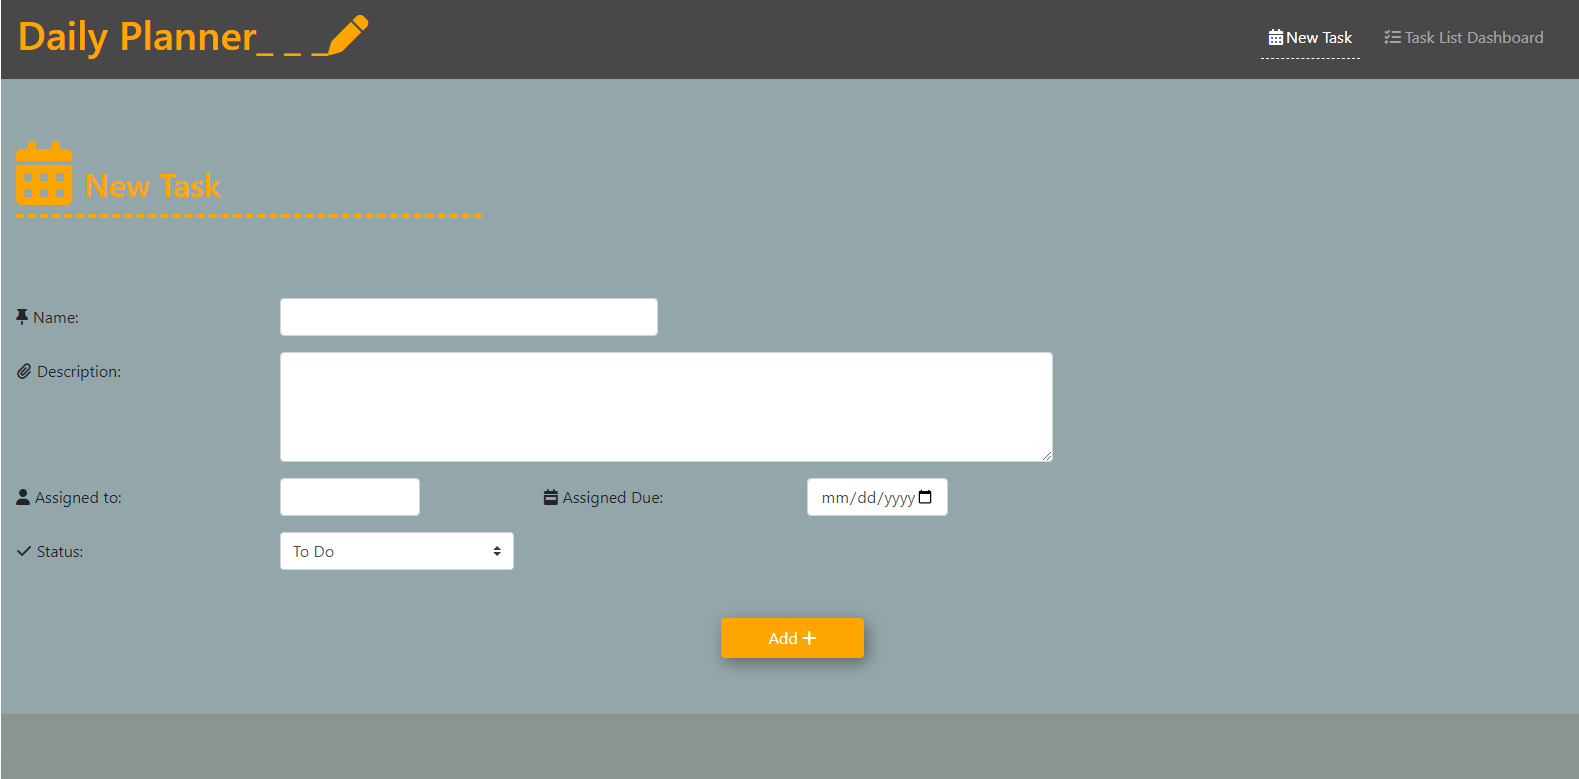 Daily Planner_ _ _
New Task
Task List Dashboard
New Task
Name:
Description:
Assigned to:
Assigned Due:
mm/dd/yyyy
Status:
To Do
Add